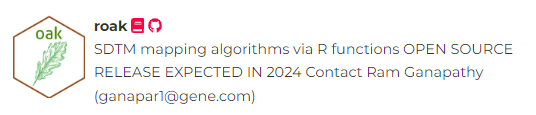 oak
roak
SDTM mapping algorithms via R functions OPEN SOURCE
RELEASE EXPECTED IN 2024 Contact Ram Ganapathy
(ganapar1@gene.com)